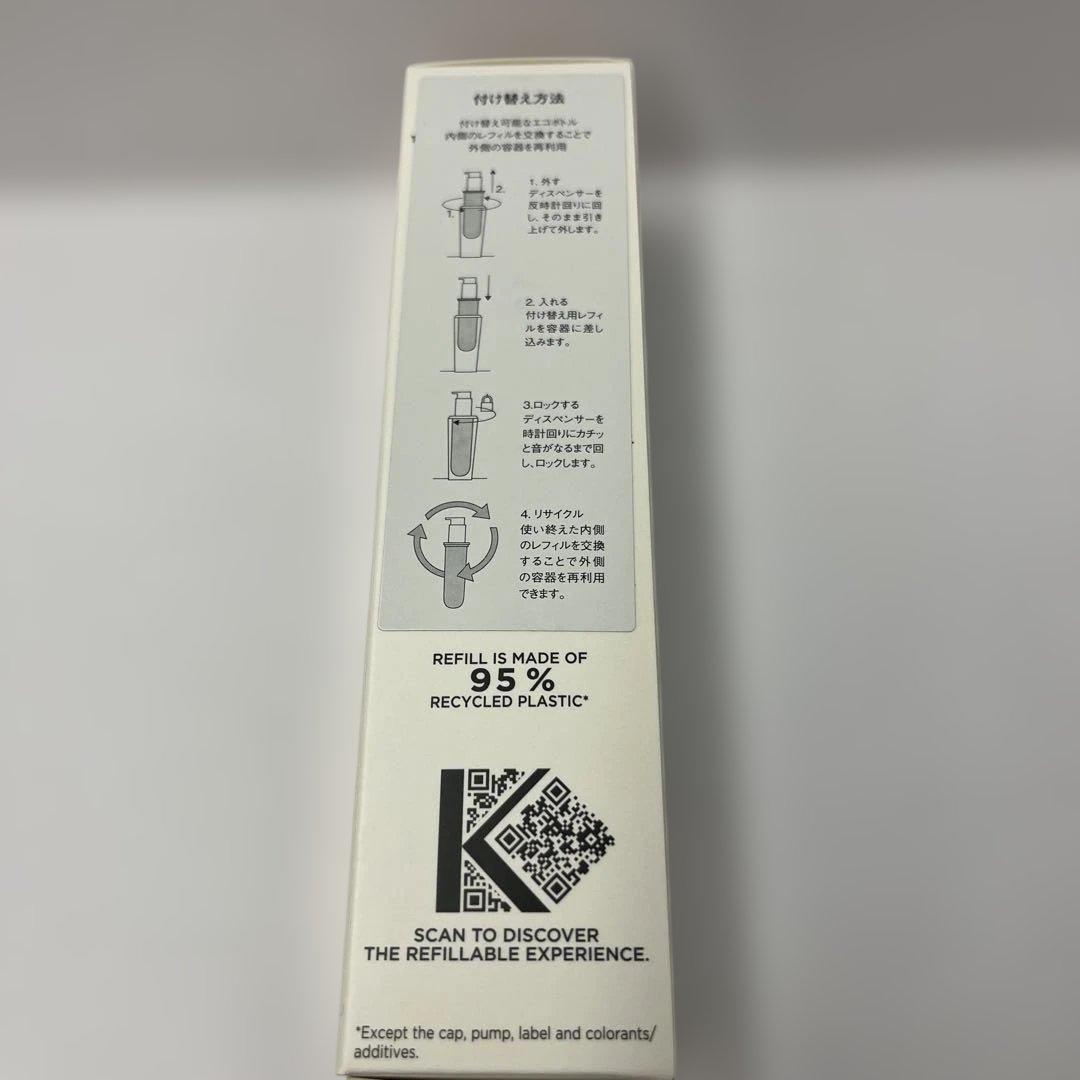 付け替え方法
付け替え可能なエコボトル
内側のレフィルを交換することで
外側の容器を再利用
2.
1.
1. 外す
ディスペンサーを
反時計回りに回
し、そのまま引き
上げて外します。
2. 入れる
付け替え用レフィ
ルを容器に差し
込みます。
3.ロックする
ディスペンサーを
時計回りにカチッ
と音がなるまで回
し、ロックします。
4. リサイクル
使い終えた内側
のレフィルを交換
することで外側
の容器を再利用
できます。
REFILL IS MADE OF
95 %
RECYCLED PLASTIC*
K
SCAN TO DISCOVER
THE REFILLABLE EXPERIENCE.
*Except the cap, pump, label and colorants/
additives.